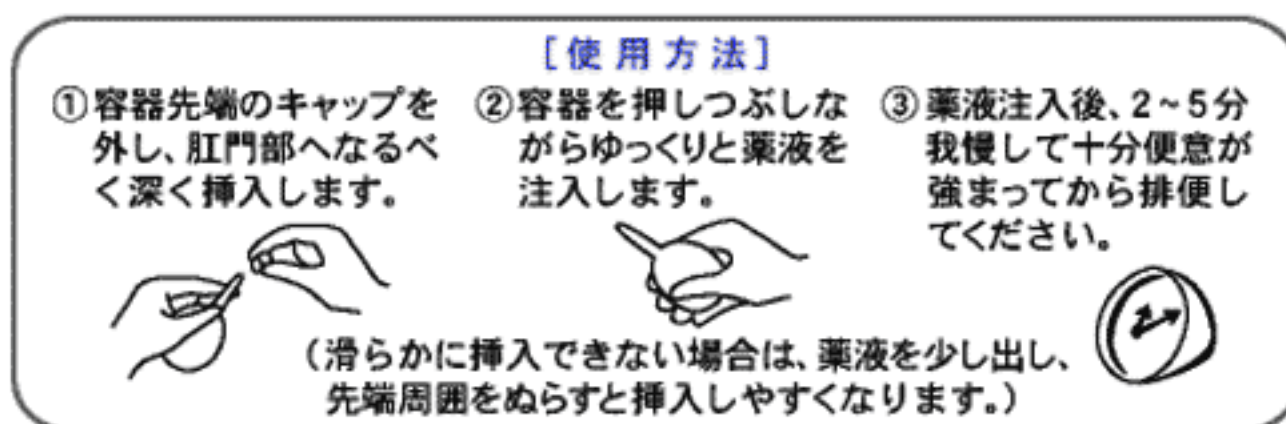 [使用方法]
①容器先端のキャップを
外し、肛門部へなるべ
く深く挿入します。
②容器を押しつぶしな
がらゆっくりと薬液を
注入します。
③薬液注入後、2~5分
我慢して十分便意が
強まってから排便し
てください。
(滑らかに挿入できない場合は、薬液を少し出し、
先端周囲をぬらすと挿入しやすくなります。)